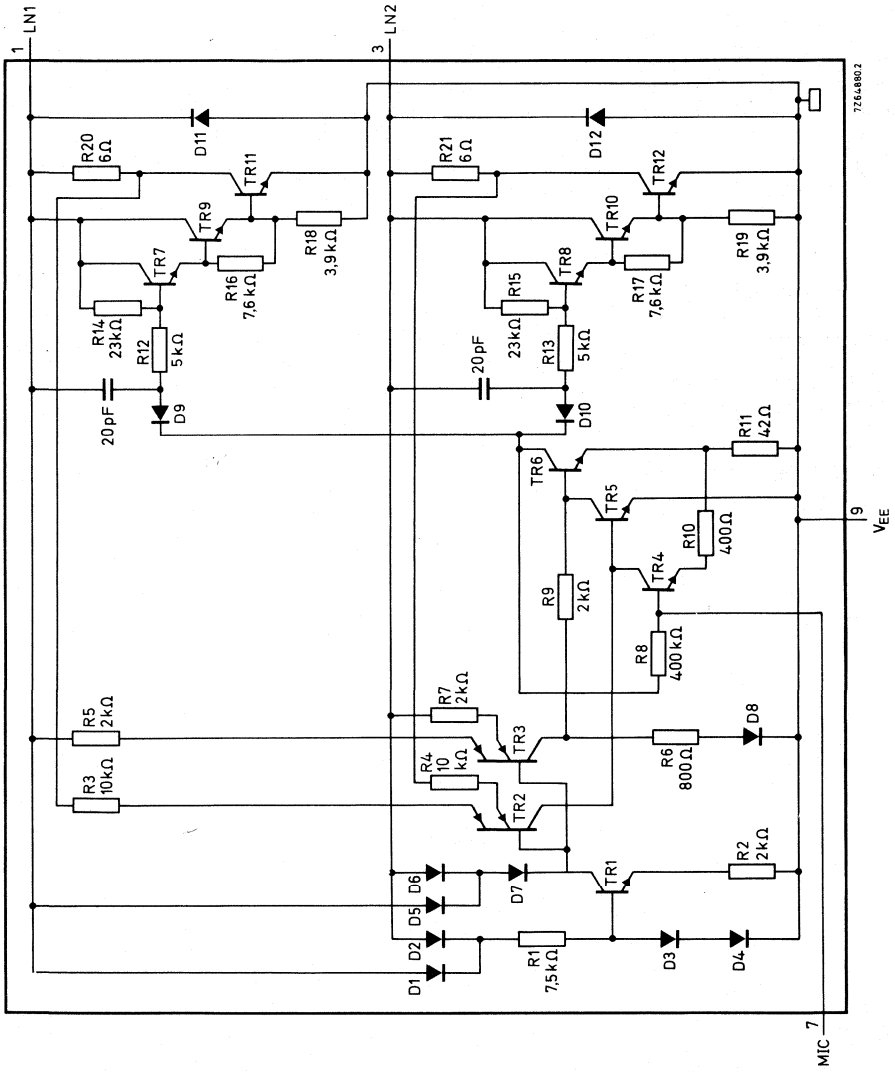 1
LN1
3
LN2
7Z64880.2
R20
6Ω
D11
TR11
R21
6Ω
D12
TR12
TR9
R18
3,9kΩ
TR10
R19
3,9kΩ
TR7
R16
7,6kΩ
TR8
R17
7,6kΩ
R14
23kΩ
R12
5kΩ
R15
23kΩ
R13
5kΩ
20pF
D9
20pF
D10
TR6
R11
42Ω
TR5
R10
400Ω
9
VEE
TR4
R9
2kΩ
R8
400kΩ
R5
2kΩ
R7
2kΩ
TR3
R6
800Ω
D8
R3
10kΩ
R4
10
kΩ
TR2
D6
D7
TR1
R2
2kΩ
D5
D2
R1
7,5kΩ
D3
D4
D1
7
MIC